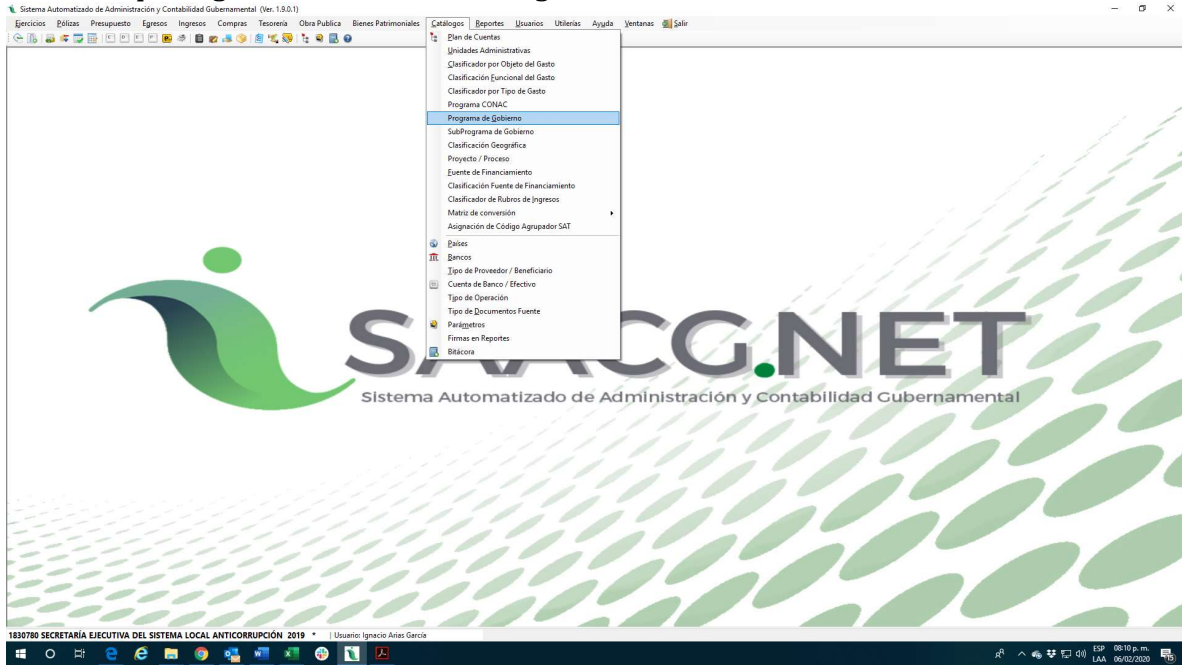 Sistema Automatizado de Administración y Contabilidad Gubernamental (Ver. 1.9.0.1)
Ejercicios Pólizas Presupuesto Egresos Ingresos Compras Tesorería Obra Publica Bienes Patrimoniales Catálogos Reportes Usuarios Utilerías Ayuda Ventanas Salir
Plan de Cuentas
Unidades Administrativas
Clasificador por Objeto del Gasto
Clasificación Funcional del Gasto
Clasificador por Tipo de Gasto
Programa CONAC
Programa de Gobierno
SubPrograma de Gobierno
Clasificación Geográfica
Proyecto / Proceso
Fuente de Financiamiento
Clasificación Fuente de Financiamiento
Clasificador de Rubros de Ingresos
Matriz de conversión
Asignación de Código Agrupador SAT
Países
Bancos
Tipo de Proveedor / Beneficiario
Cuenta de Banco / Efectivo
Tipo de Operación
Tipo de Documentos Fuente
Parámetros
Firmas en Reportes
Bitácora
SAACG.NET
Sistema Automatizado de Administración y Contabilidad Gubernamental
1830780 SECRETARÍA EJECUTIVA DEL SISTEMA LOCAL ANTICORRUPCIÓN 2019 * | Usuario: Ignacio Arias García
ESP 08:10 p. m.
LAA 06/02/2020